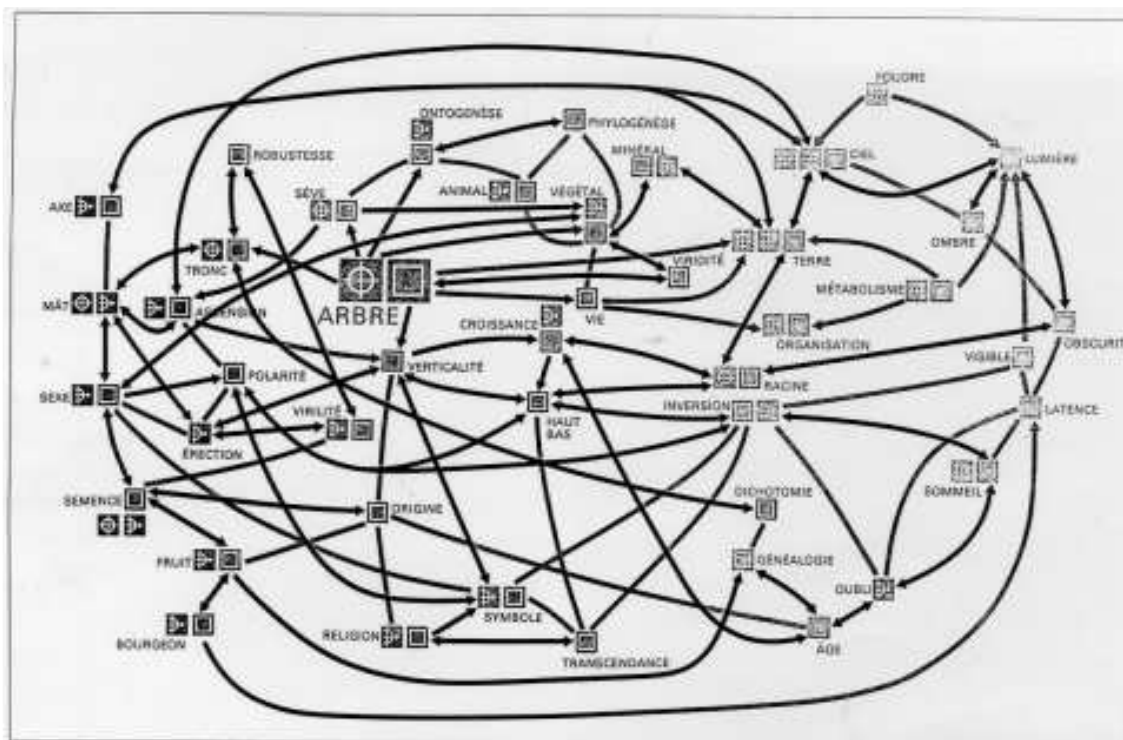 FOUDRE
ONTOGENÈSE
PHYLOGÉNÈSE
ROBUSTESSE
MINÉRAL
CIEL
LUMIÈRE
ANIMAL
VÉGÉTAL
SÈVE
AXE
OMBRE
TRONC
VIRIDITÉ
TERRE
MÉTABOLISME
MÂT
ASCENSION
ARBRE
VIE
CROISSANCE
ORGANISATION
OBSCURITÉ
VISIBLE
VERTICALITÉ
POLARITÉ
RACINE
SEXE
INVERSION
LATENCE
VIRILITÉ
HAUT
BAS
ÉRECTION
SOMMEIL
SEMENCE
DICHOTOMIE
ORIGINE
FRUIT
GÉNÉALOGIE
OUBLI
SYMBOLE
RELIGION
BOURGEON
TRANSCENDANCE
ÂGE